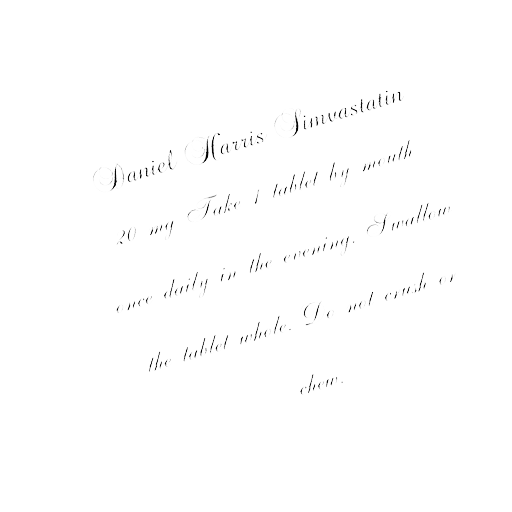 Daniel Harris Simvastatin
20 mg Take 1 tablet by mouth
once daily in the evening. Swallow
the tablet whole. Do not crush or
chew.